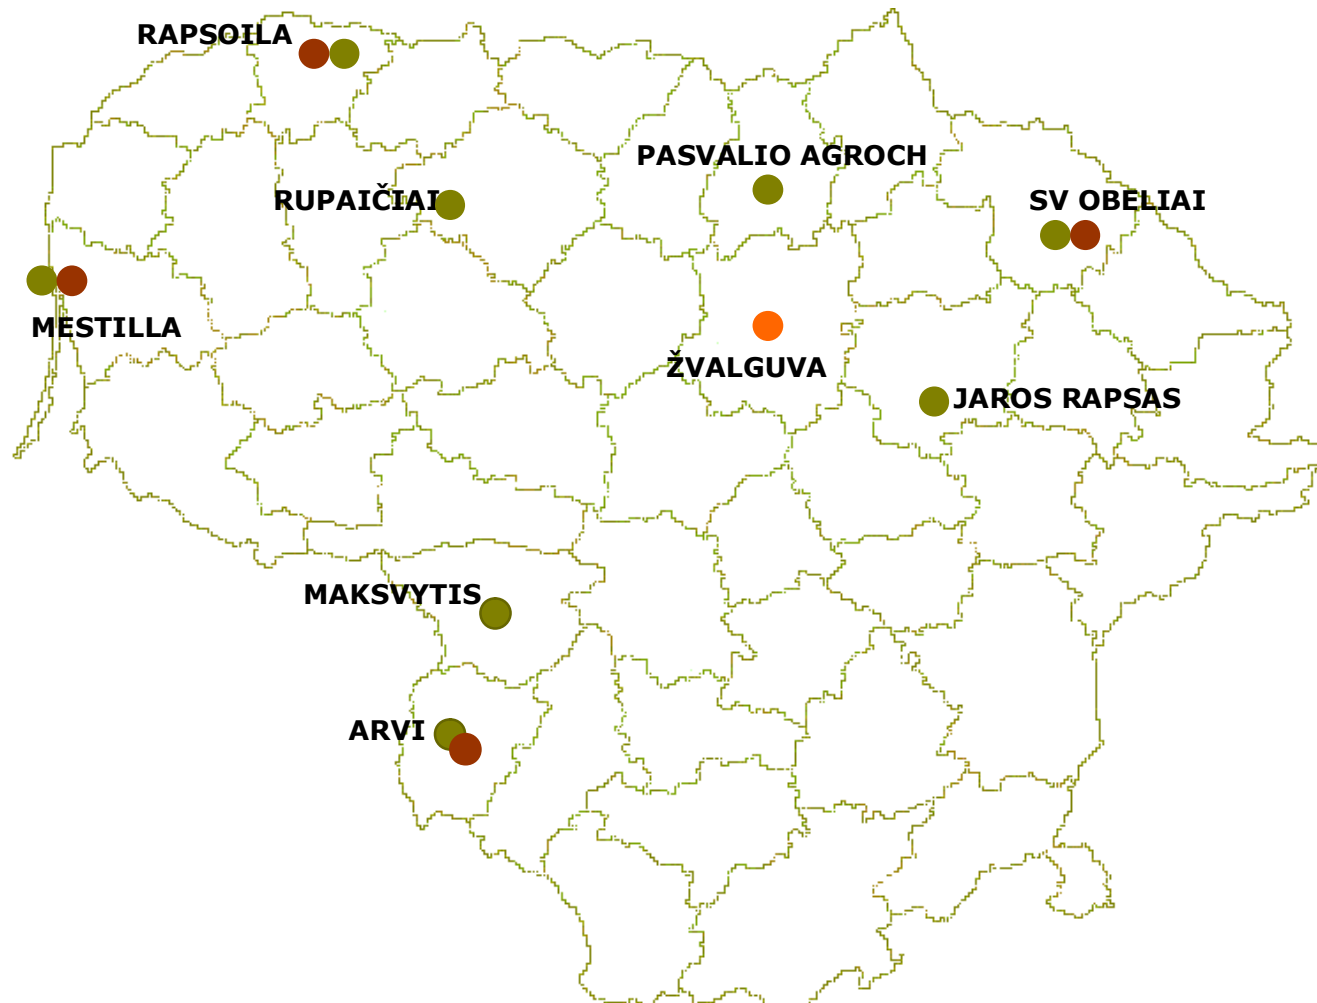 RAPSOILA
PASVALIO AGROCH
RUPAIČIAI
SV OBELIAI
MESTILLA
ŽVALGUVA
JAROS RAPSAS
MAKSVYTIS
ARVI